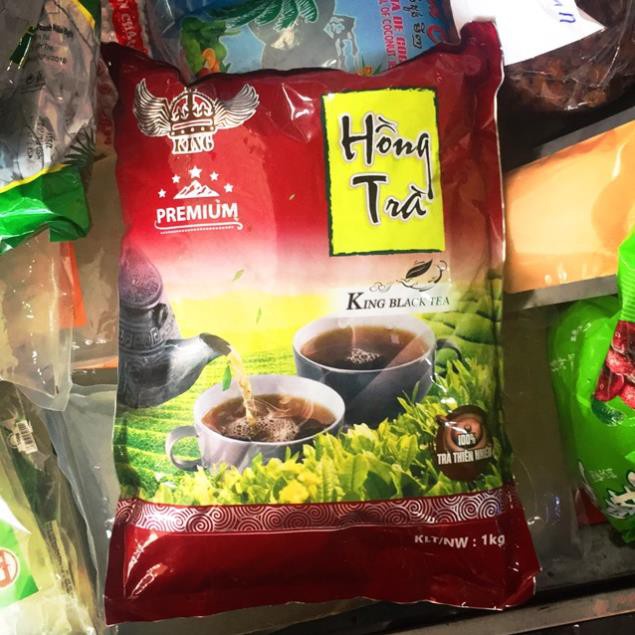 KING
PREMIUM
Hồng
Trà
KING BLACK TEA
100%
TRÀ THIÊN NHIÊN
KLT/NW : 1kg